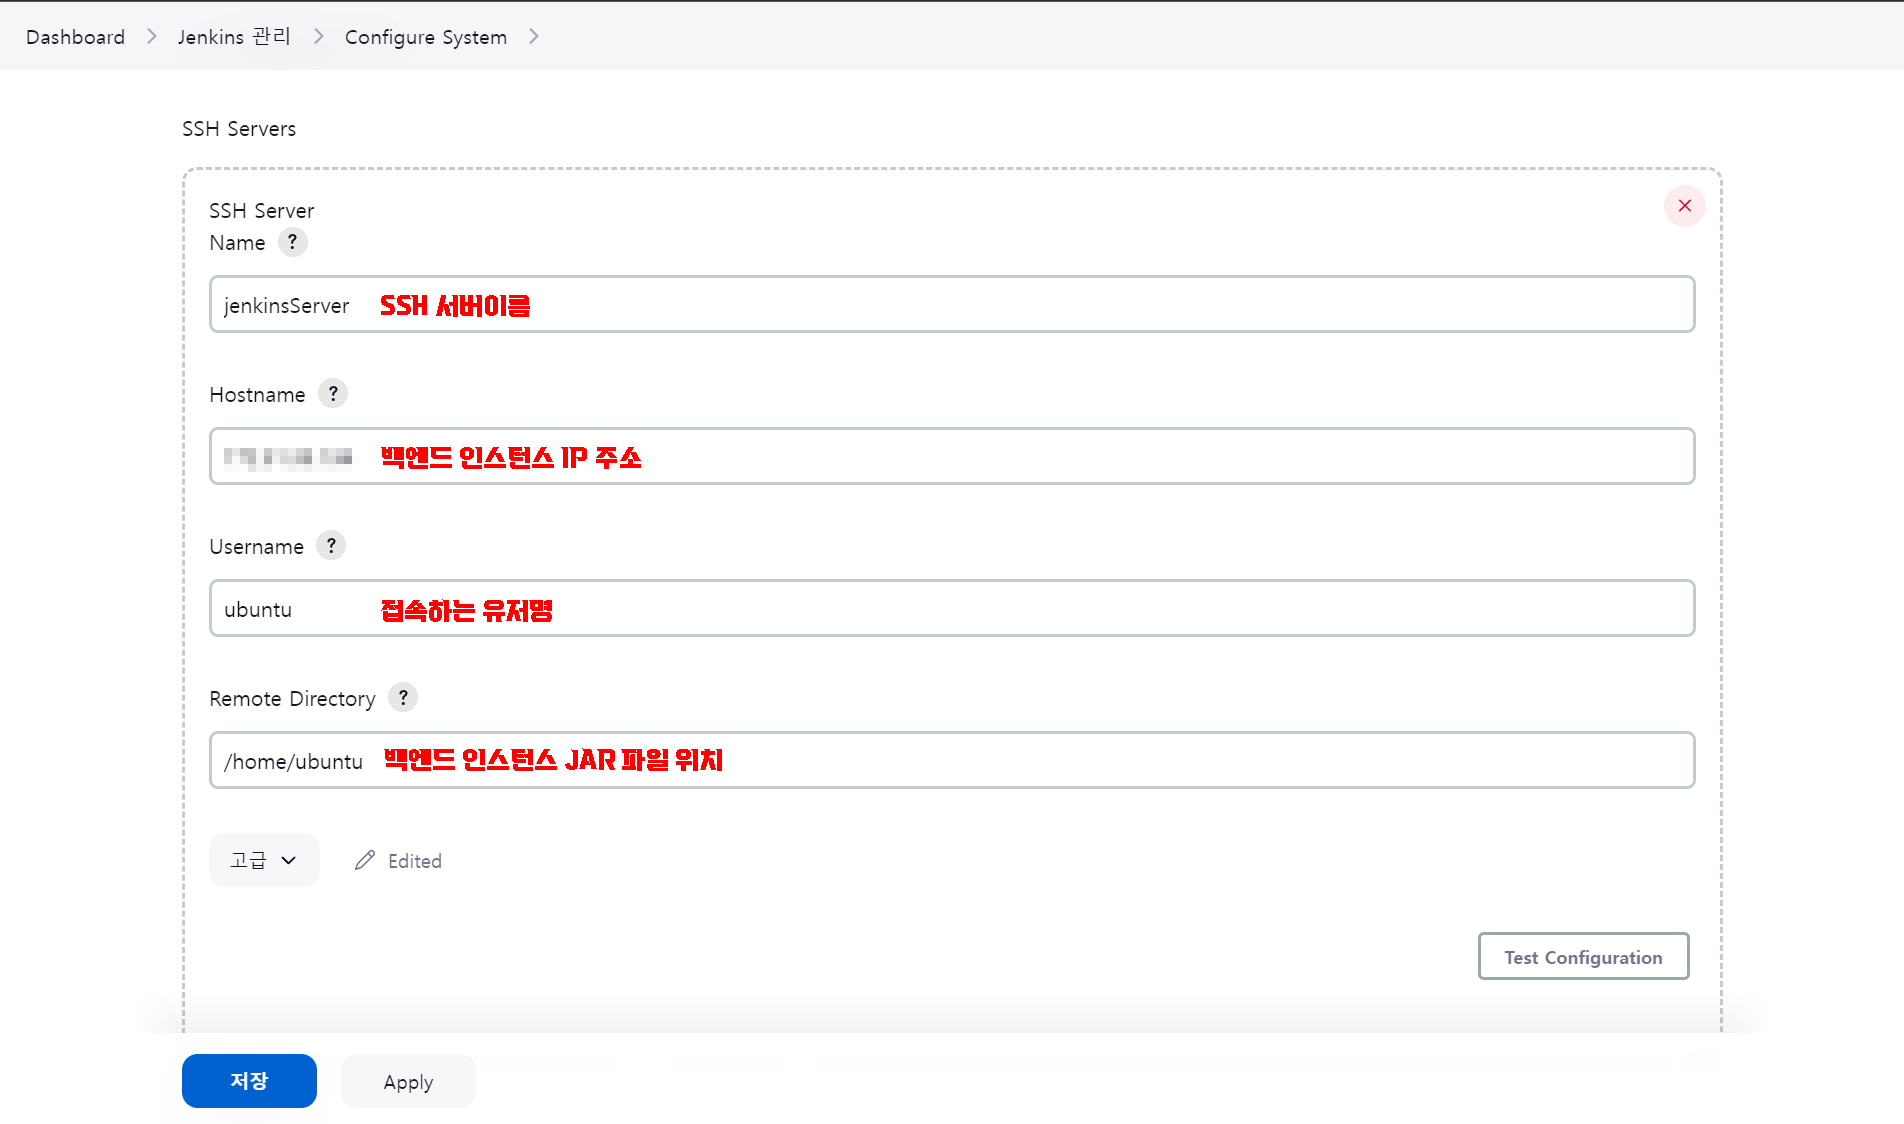 Dashboard > Jenkins 관리 > Configure System >
SSH Servers
SSH Server
Name ?
jenkinsServer SSH 서버이름
Hostname ?
백엔드 인스턴스 IP 주소
Username ?
ubuntu 접속하는 유저명
Remote Directory ?
/home/ubuntu 백엔드 인스턴스 JAR 파일 위치
고급 Edited
Test Configuration
저장 Apply